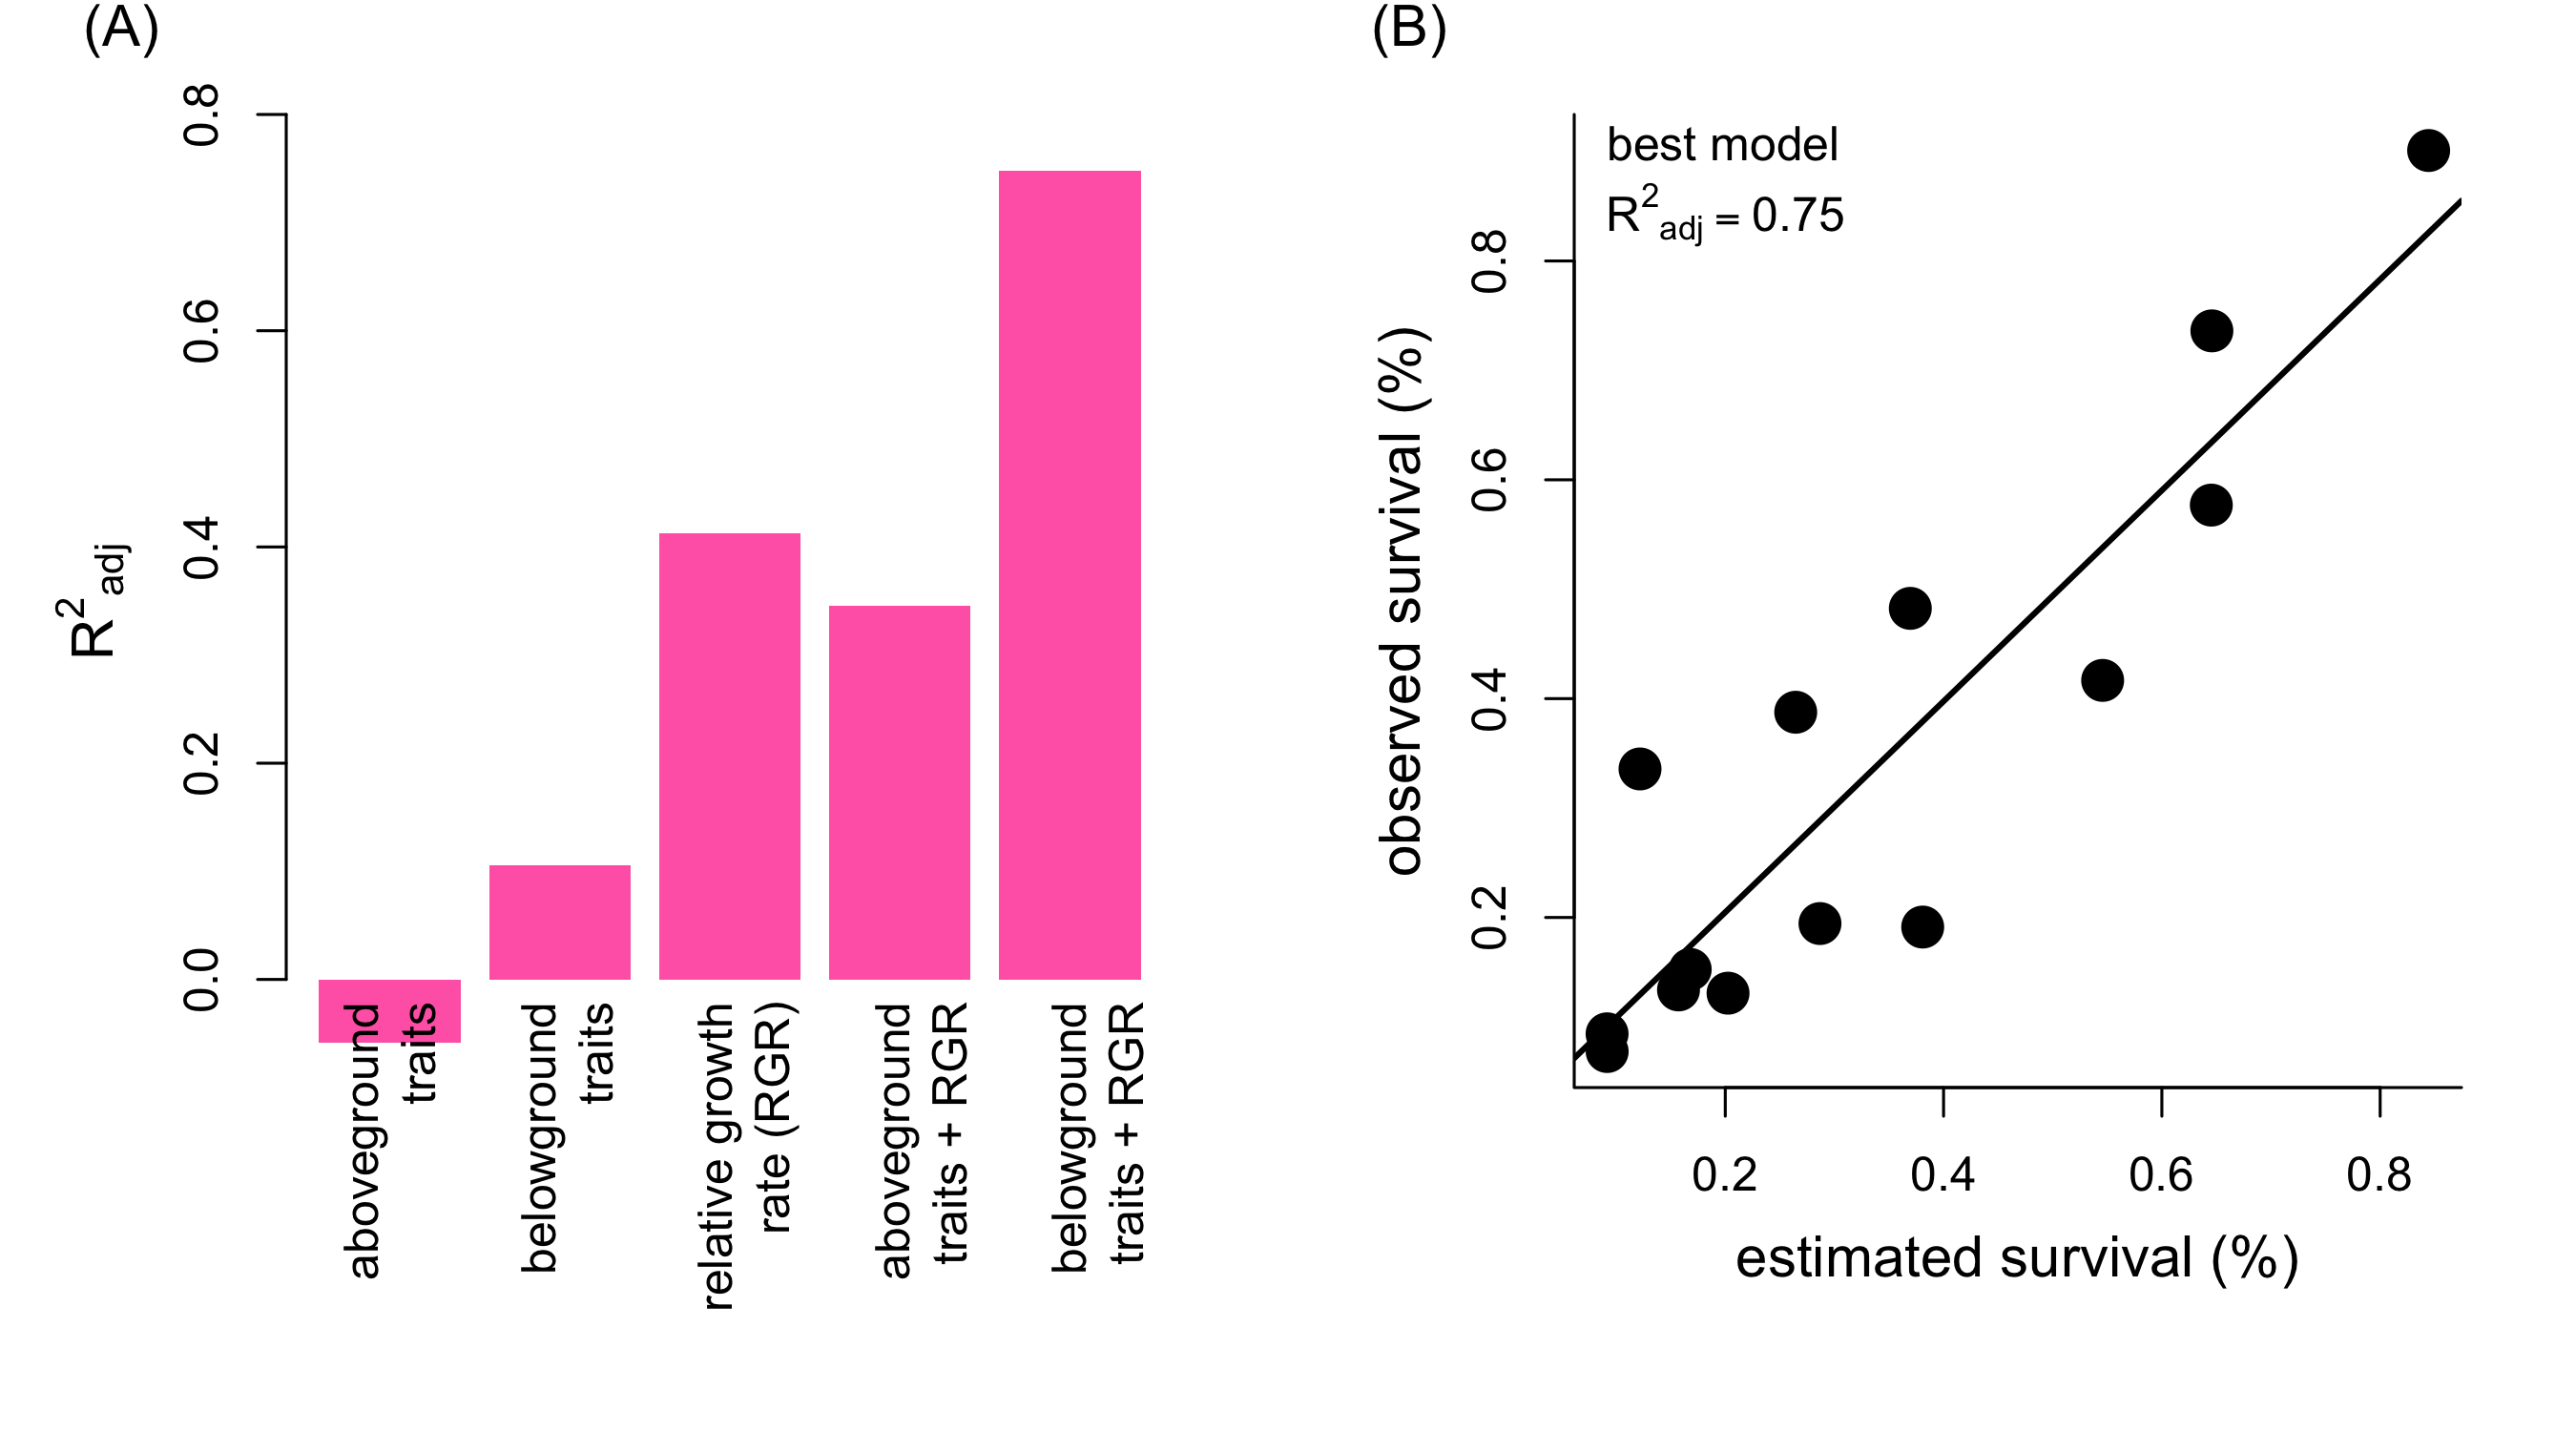 (A)
R²adj
0.8
0.6
0.4
0.2
0.0
aboveground
traits
belowground
traits
relative growth
rate (RGR)
aboveground
traits + RGR
belowground
traits + RGR
(B)
best model
R²adj = 0.75
observed survival (%)
0.8
0.6
0.4
0.2
0.2 0.4 0.6 0.8
estimated survival (%)